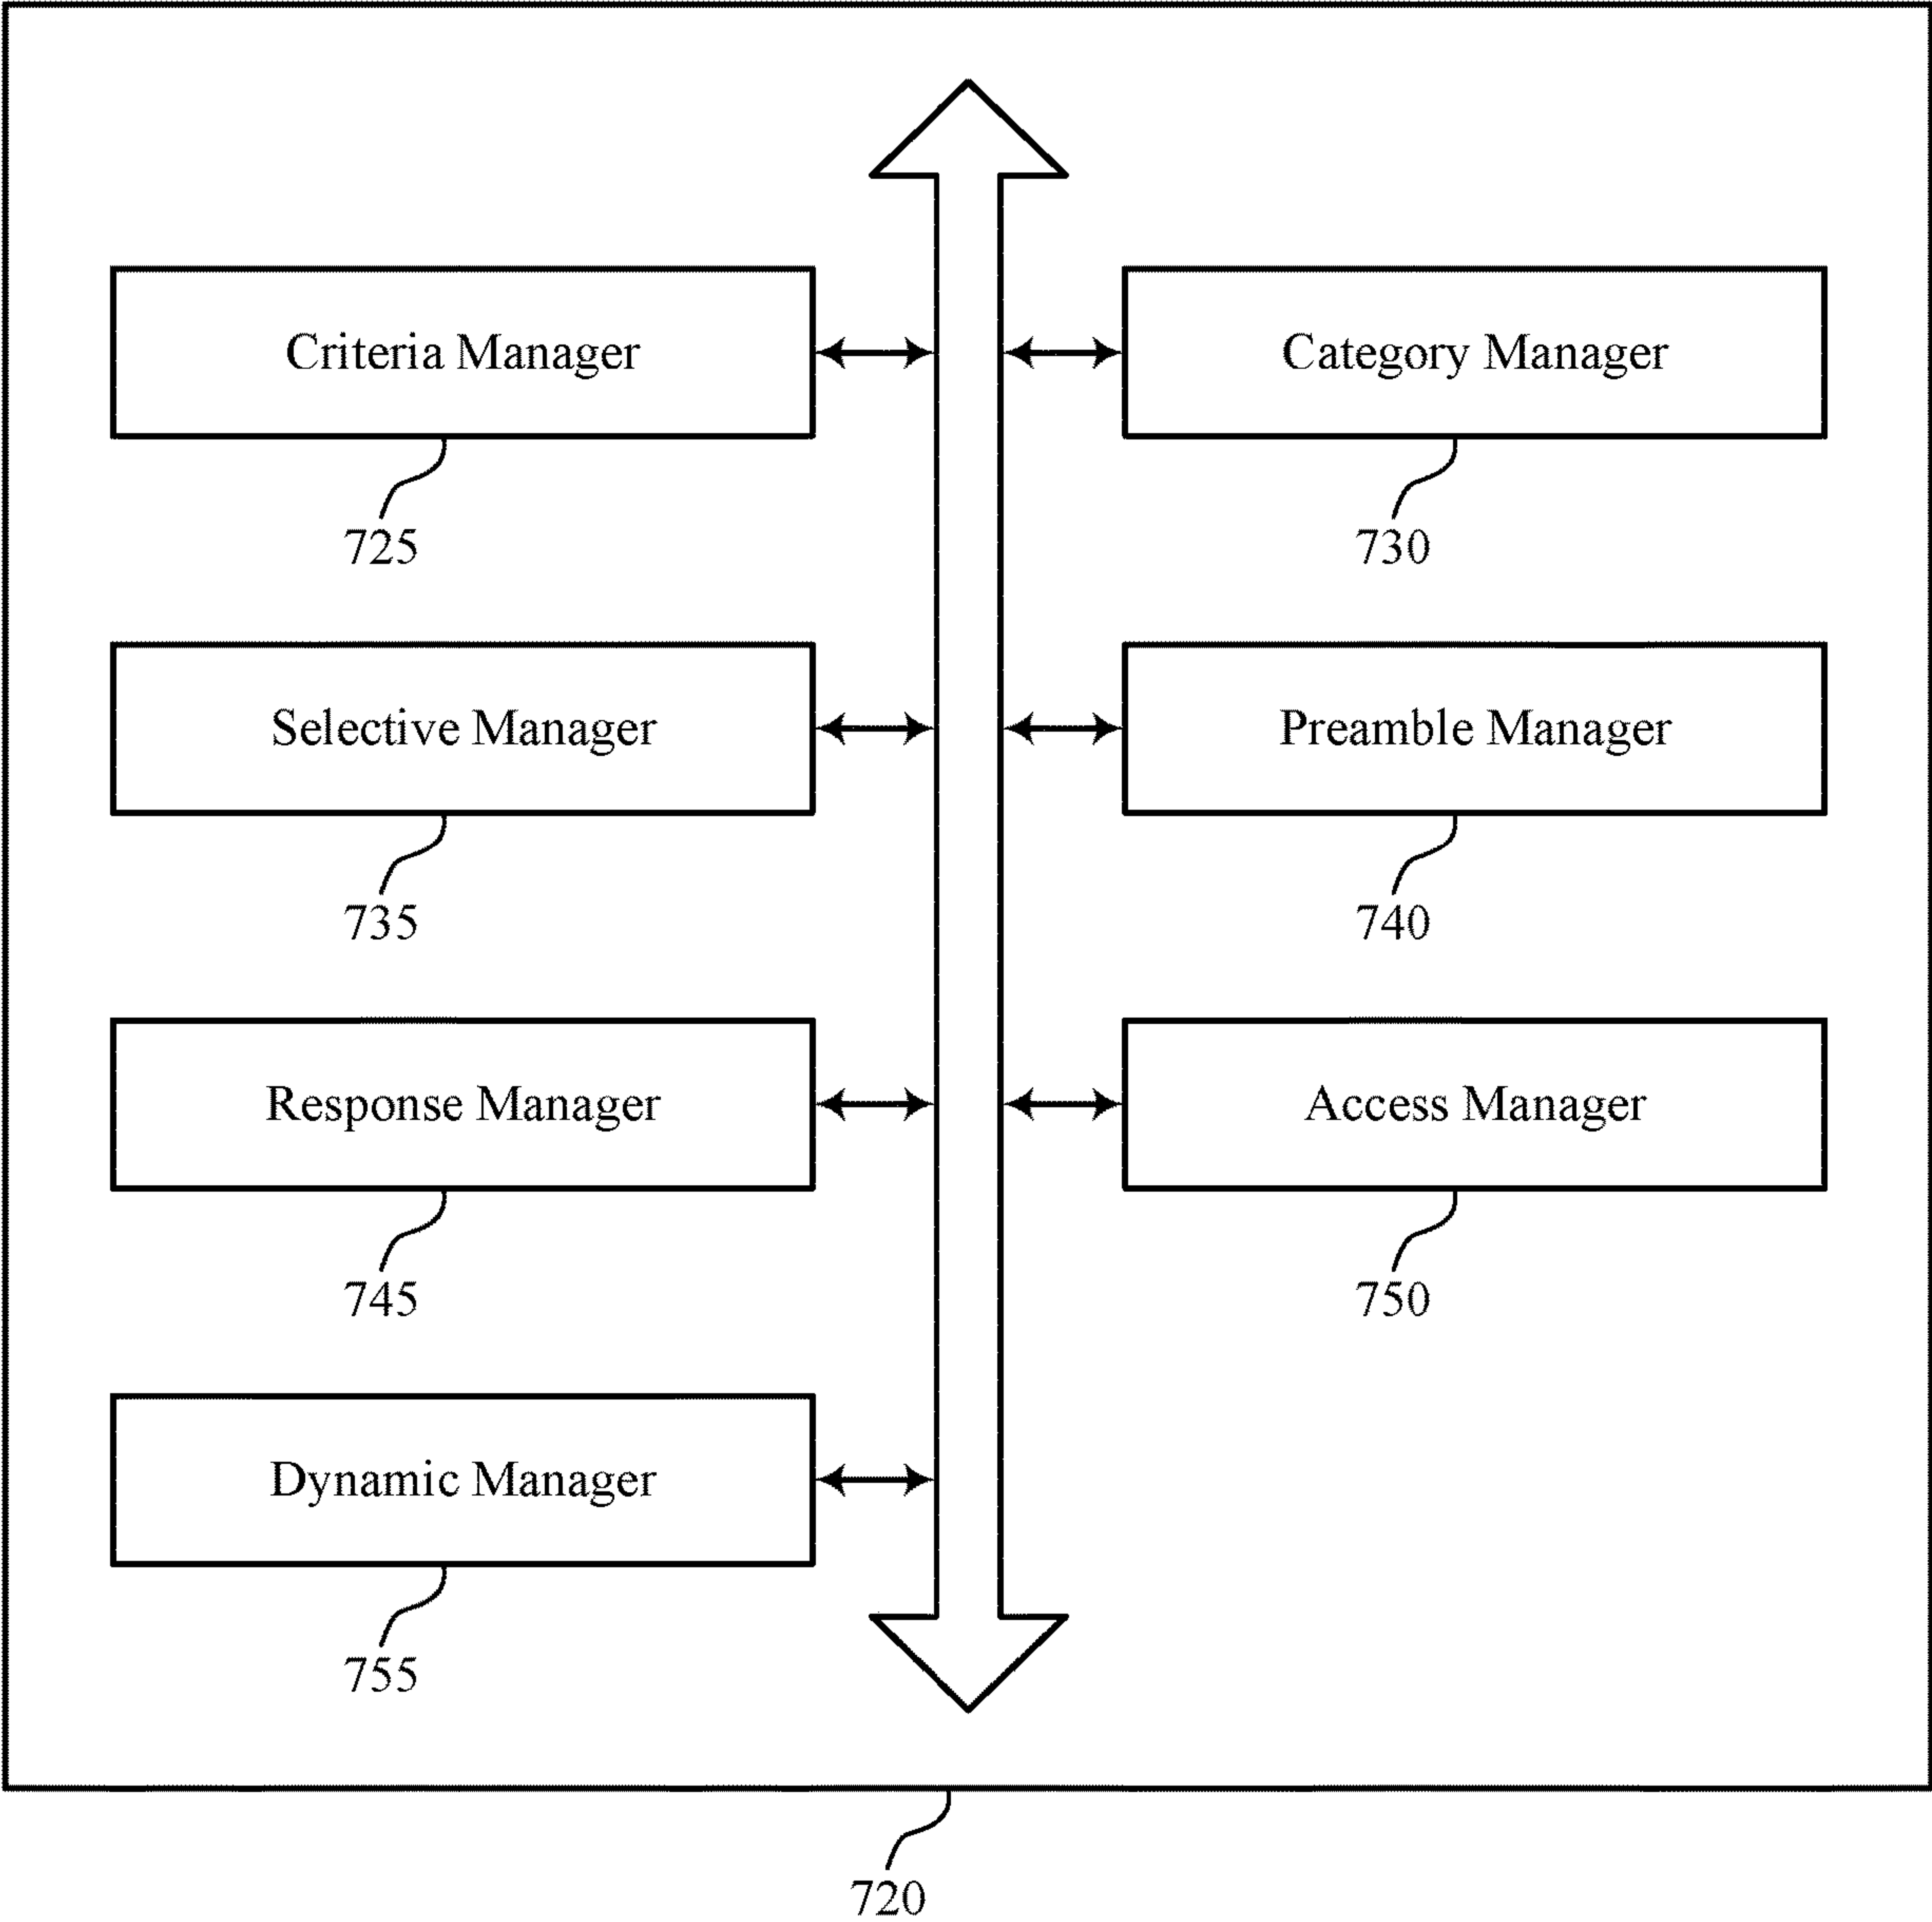 Criteria Manager
Category Manager
725
730
Selective Manager
Preamble Manager
735
740
Response Manager
Access Manager
745
750
Dynamic Manager
755
720